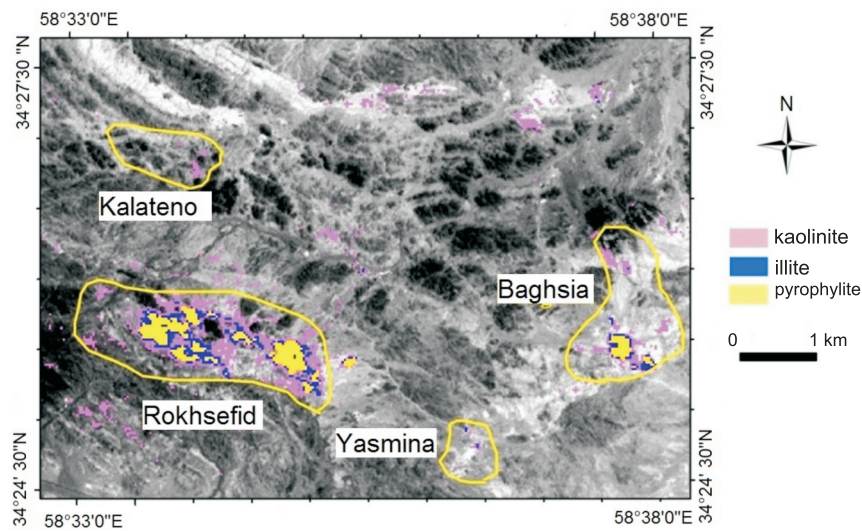 58°33'0"E
58°38'0"E
34°27'30 "N
34°27'30 "N
N
Kalateno
kaolinite
illite
pyrophylite
Baghsia
0 1 km
Rokhsefid
Yasmina
34°24' 30"N
34°24' 30"N
58°33'0"E
58°38'0"E